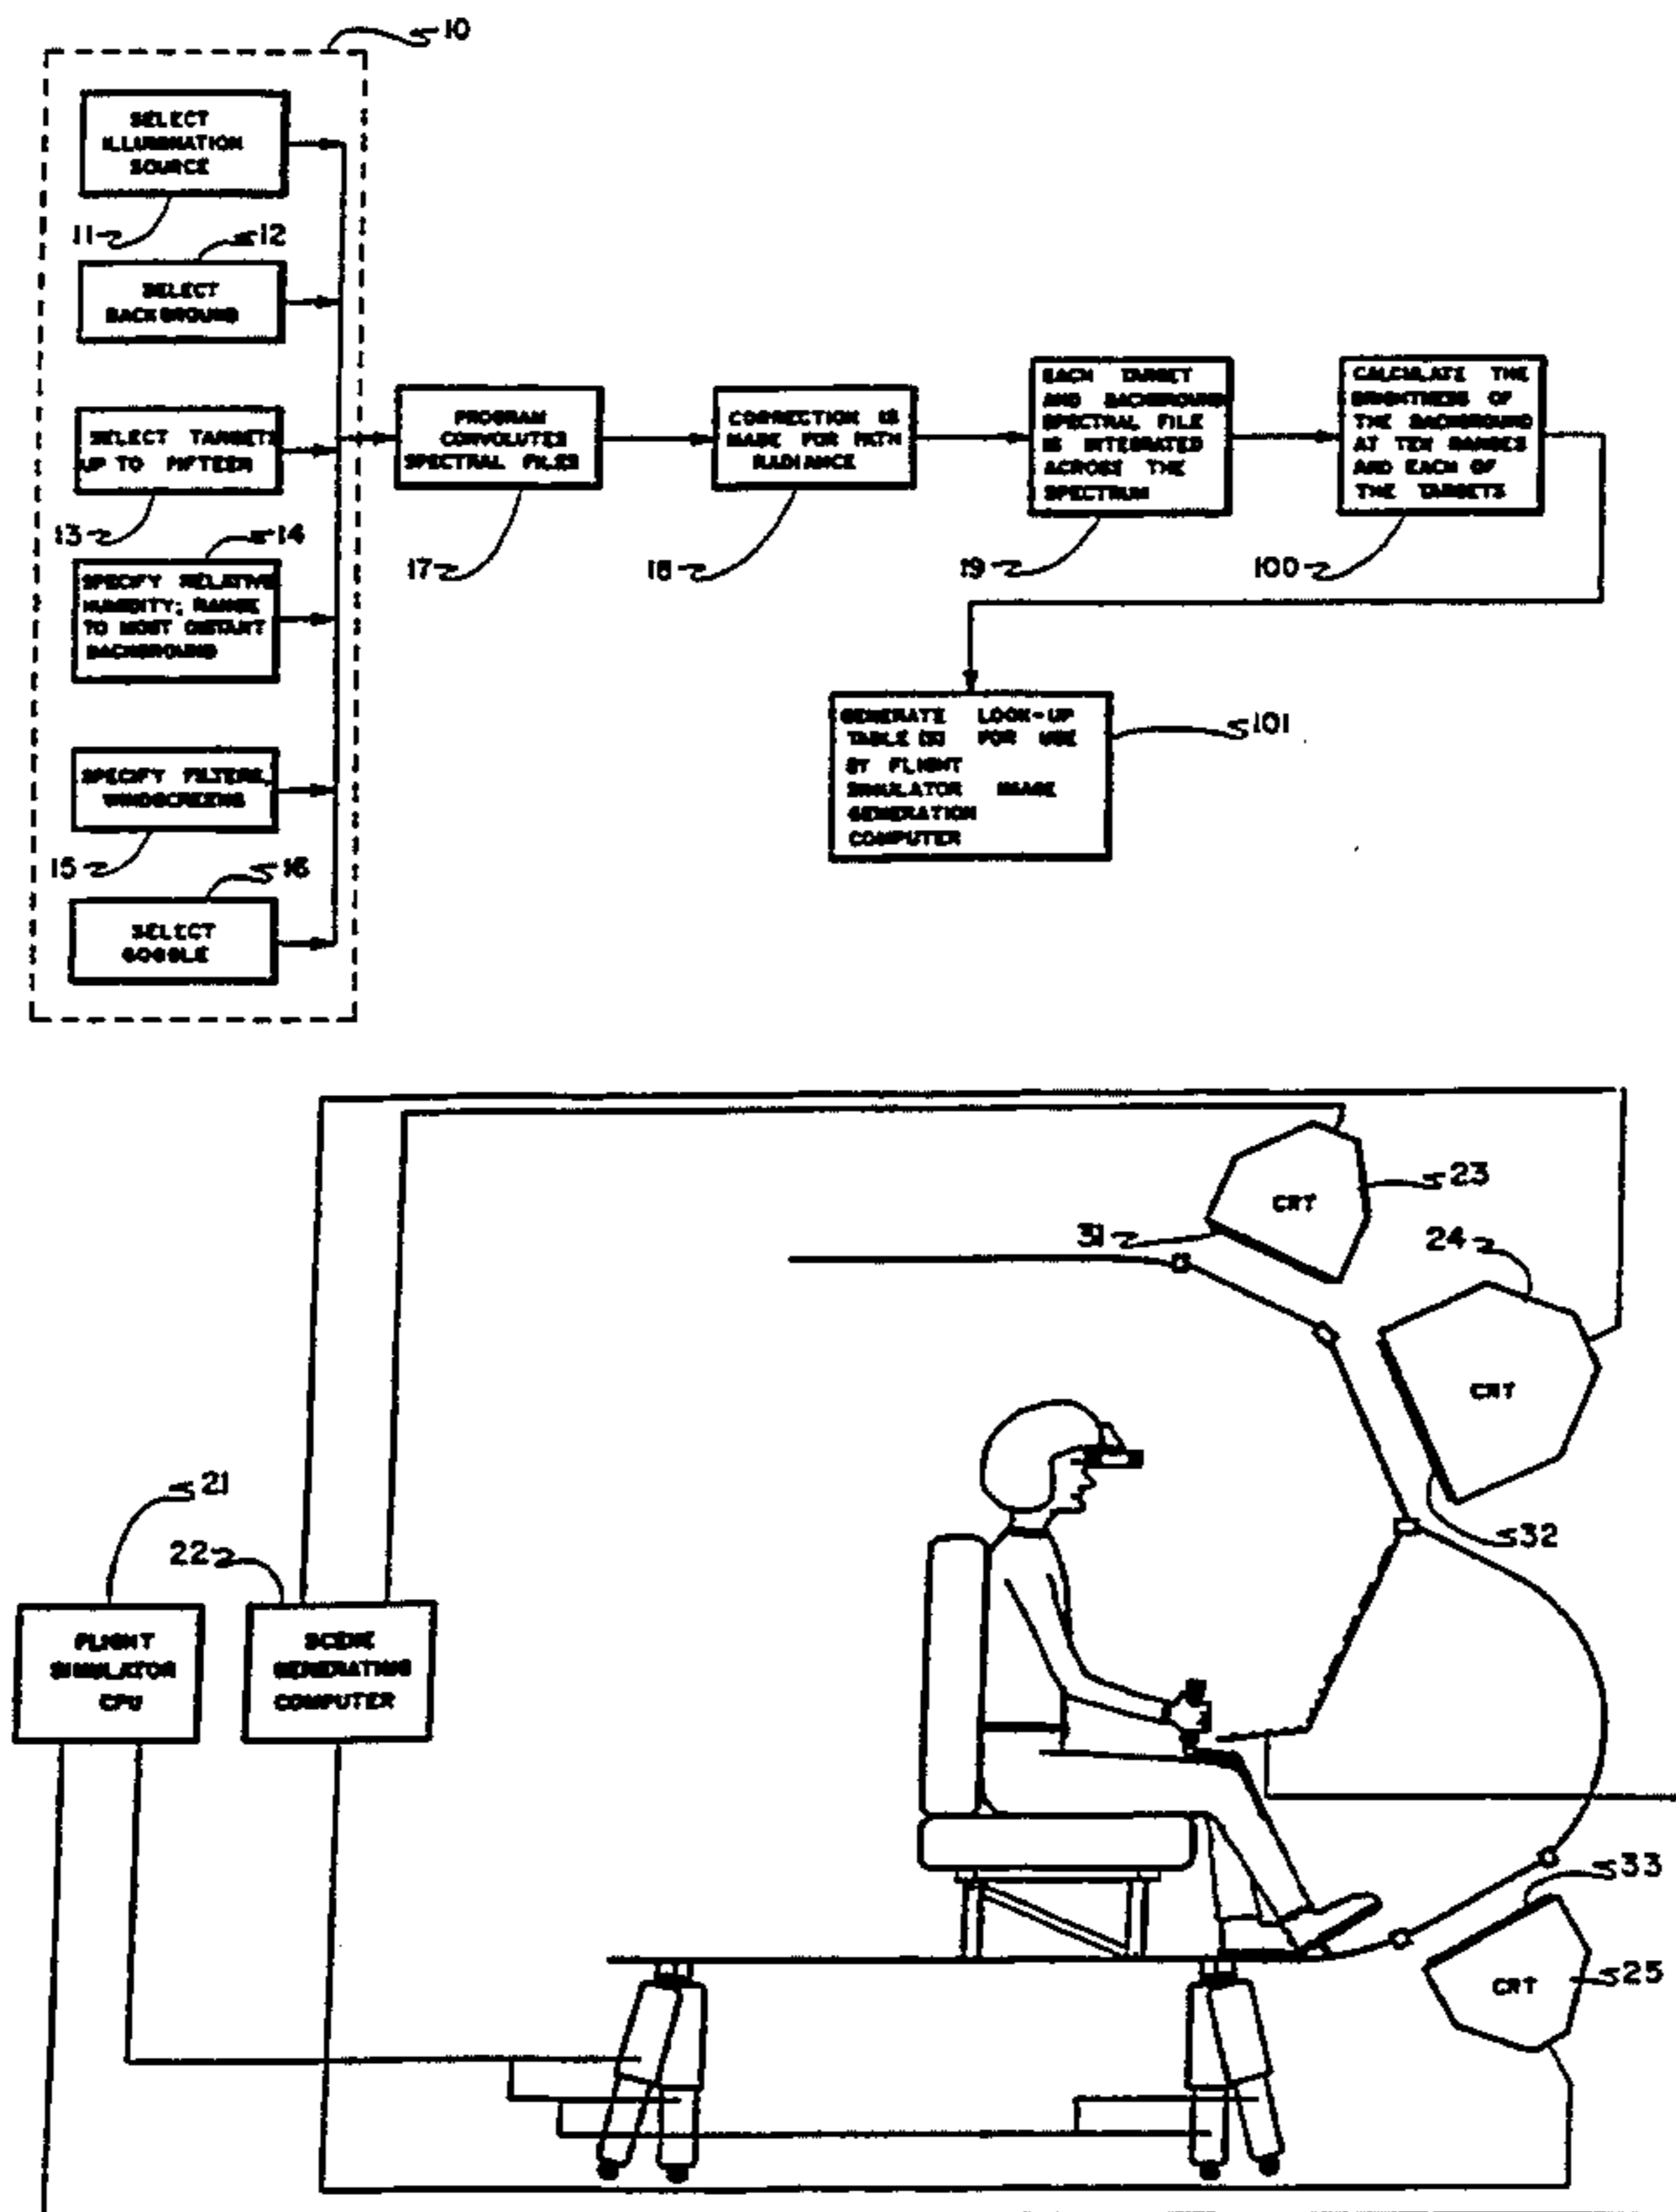 10
SELECT
ILLUMINATION
SOURCE
11
12
SELECT
BACKGROUND
SELECT TARGETS
UP TO FIFTEEN
13
14
SPECIFY RELATIVE
HUMIDITY; RANGE
TO MOST DISTANT
BACKGROUND
SPECIFY FILTERS,
WINDSCREENS
15
16
SELECT
GOGGLE
PROGRAM
CONVOLUTES
SPECTRAL FILES
17
CORRECTION IS
MADE FOR PATH
RADIANCE
18
EACH TARGET
AND BACKGROUND
SPECTRAL FILE
IS INTEGRATED
ACROSS THE
SPECTRUM
19
CALCULATE THE
BRIGHTNESS OF
THE BACKGROUND
AT TEN RANGES
AND EACH OF
THE TARGETS
100
GENERATE LOOK-UP
TABLE(S) FOR USE
BY FLIGHT
SIMULATOR IMAGE
GENERATION
COMPUTER
101
CRT
23
31
24
CRT
32
21
22
FLIGHT
SIMULATOR
CPU
SCENE
GENERATION
COMPUTER
33
CRT
25